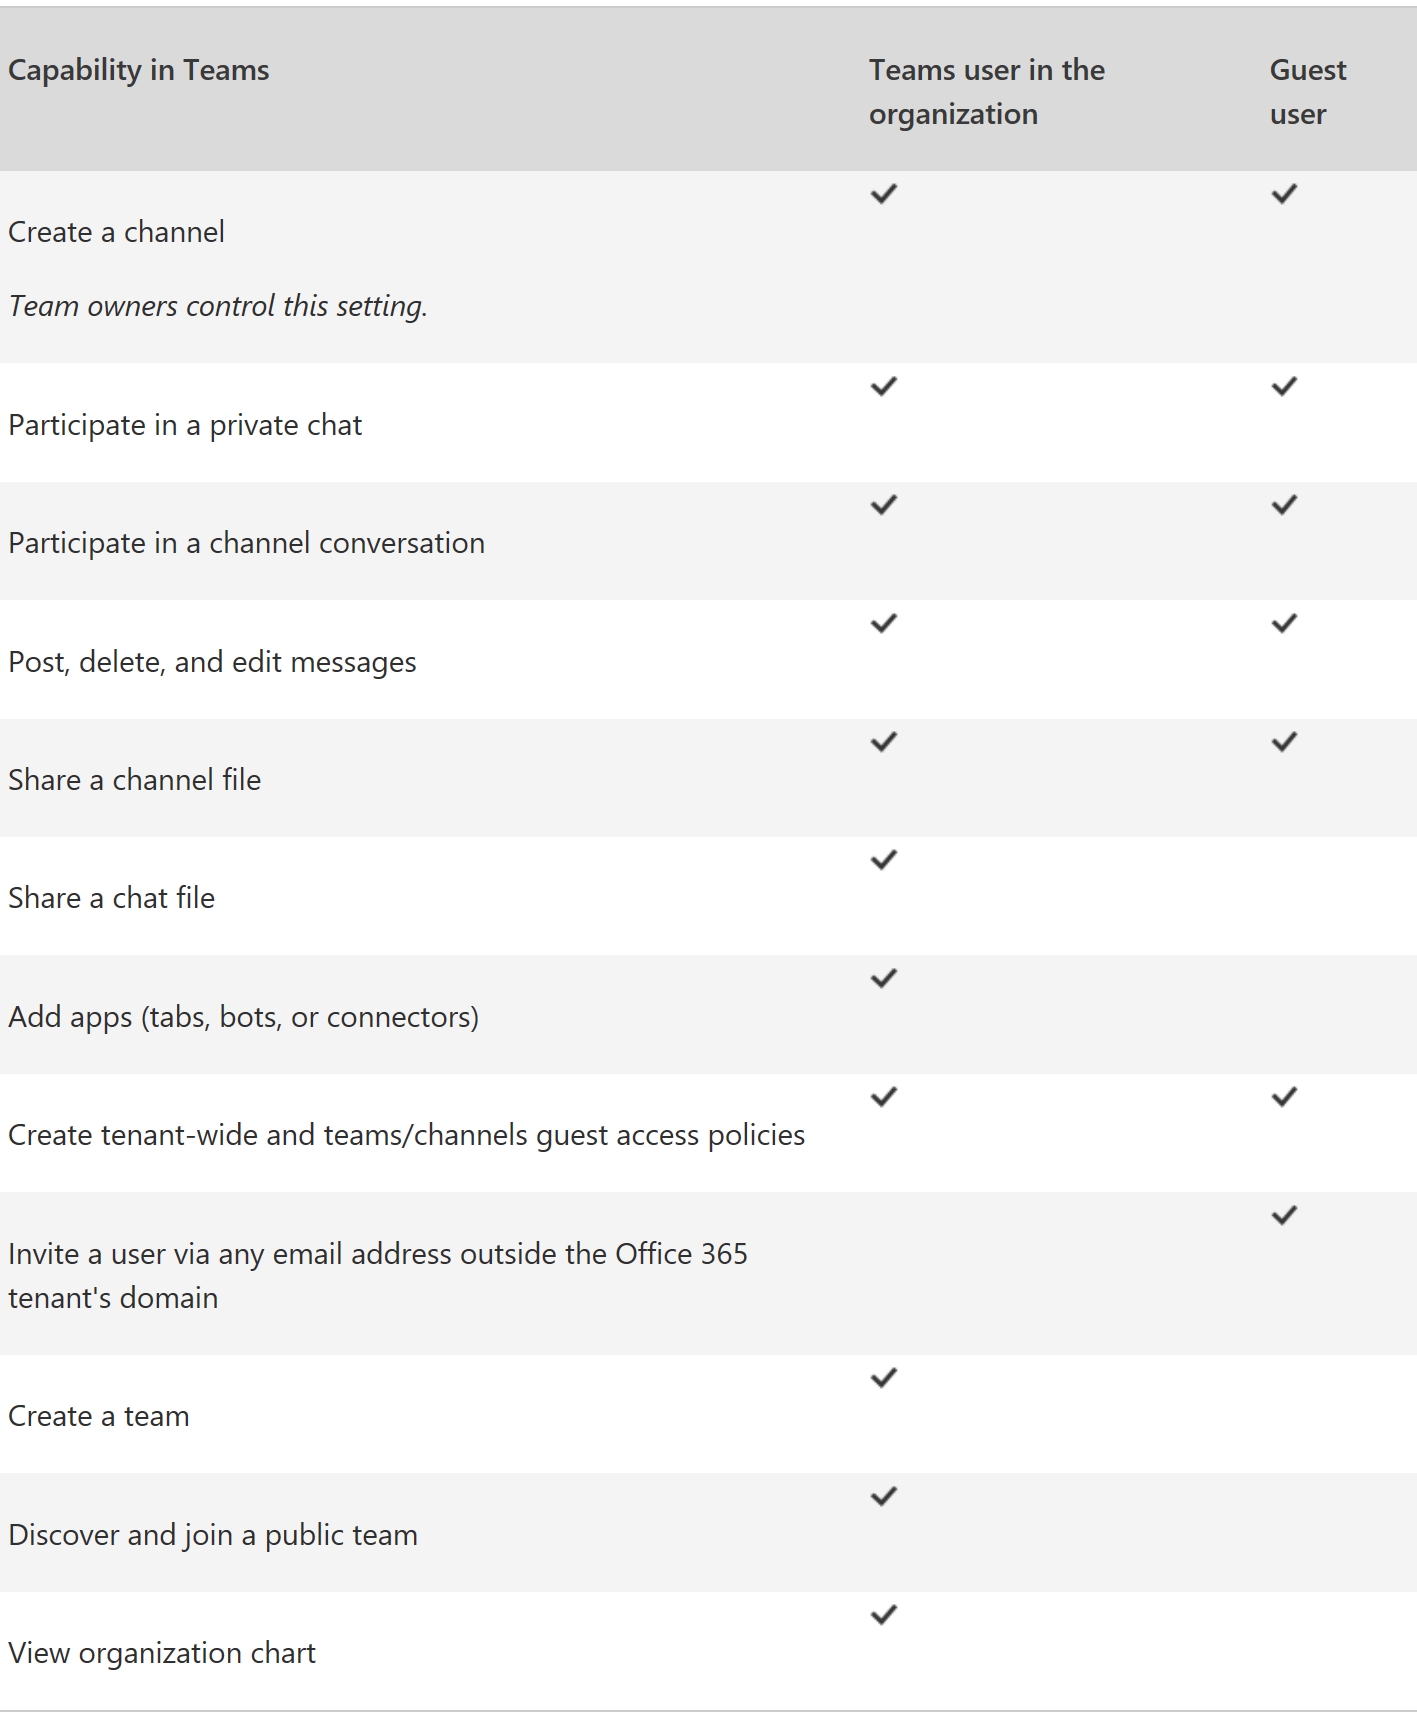 Capability in Teams
Teams user in the
organization
Guest
user
Create a channel
Team owners control this setting.
Participate in a private chat
Participate in a channel conversation
Post, delete, and edit messages
Share a channel file
Share a chat file
Add apps (tabs, bots, or connectors)
Create tenant-wide and teams/channels guest access policies
Invite a user via any email address outside the Office 365
tenant's domain
Create a team
Discover and join a public team
View organization chart